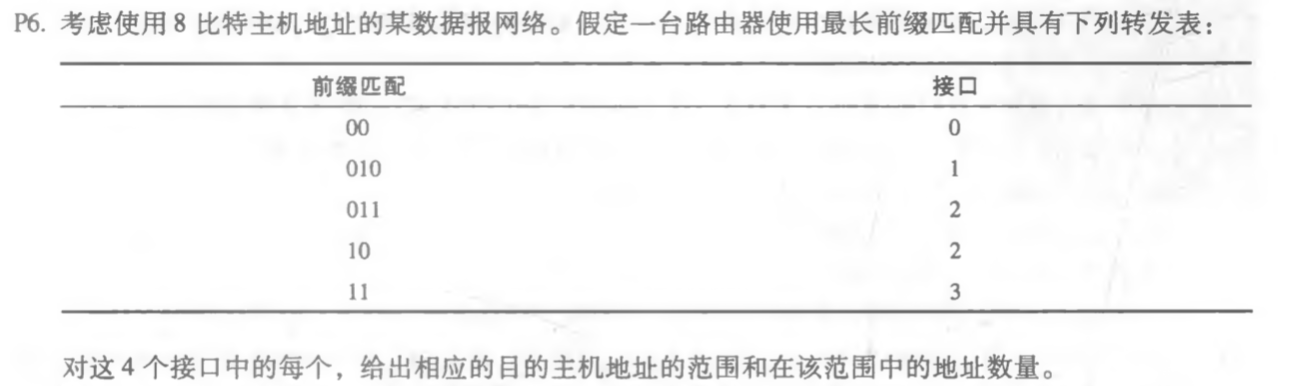 P6. 考虑使用8比特主机地址的某数据报网络。假定一台路由器使用最长前缀匹配并具有下列转发表：
前缀匹配 接口
00 0
010 1
011 2
10 2
11 3
对这4个接口中的每个，给出相应的目的主机地址的范围和在该范围中的地址数量。